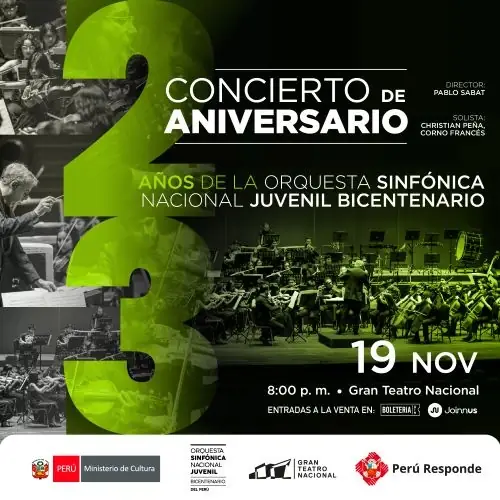 23
CONCIERTO DE
ANIVERSARIO
DIRECTOR:
PABLO SABAT
SOLISTA:
CHRISTIAN PEÑA,
CORNO FRANCÉS
AÑOS DE LA ORQUESTA SINFÓNICA
NACIONAL JUVENIL BICENTENARIO
19 NOV
8:00 p. m. • Gran Teatro Nacional
ENTRADAS A LA VENTA EN: BOLETERIA Joinnus
PERÚ Ministerio de Cultura
ORQUESTA
SINFÓNICA
NACIONAL
JUVENIL
BICENTENARIO
DEL PERÚ
GRAN
TEATRO
NACIONAL
Perú Responde